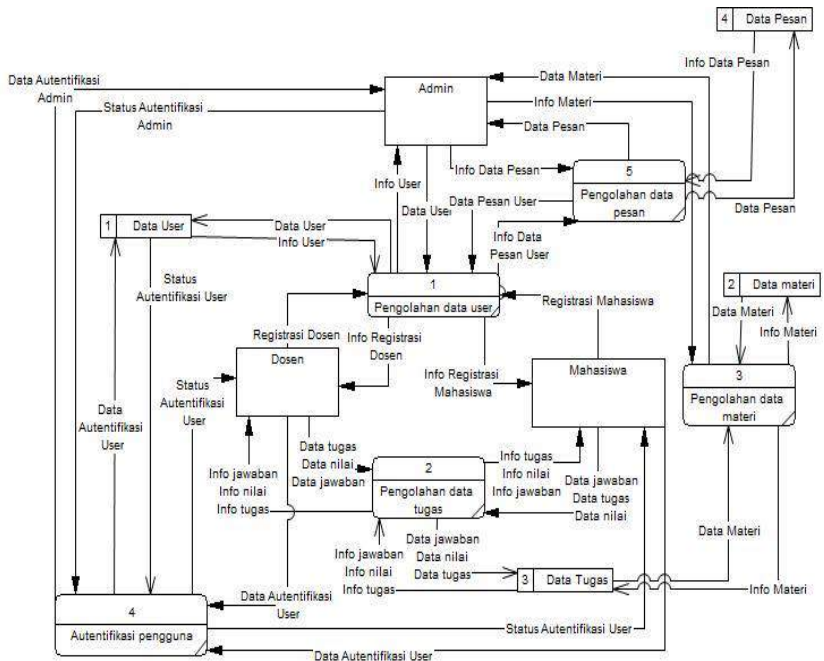 4 Data Pesan
Info Data Pesan
Data Pesan
Data Autentifikasi
Admin
Status Autentifikasi
Admin
Admin
Data Materi
Info Materi
Data Pesan
Info Data Pesan
5
Pengolahan data
pesan
Info User
Data User
Data Pesan User
Info Data
Pesan User
1 Data User
Data User
Info User
Status
Autentifikasi User
1
Pengolahan data user
2 Data materi
Data Materi
Info Materi
Registrasi Dosen
Info Registrasi
Dosen
Registrasi Mahasiswa
Info Registrasi
Mahasiswa
Dosen
Mahasiswa
3
Pengolahan data
materi
Status
Autentifikasi
User
Data
Autentifikasi
User
Data tugas
Data nilai
Data jawaban
Info jawaban
Info nilai
Info tugas
2
Pengolahan data
tugas
Info tugas
Info nilai
Info jawaban
Data jawaban
Data tugas
Data nilai
Info jawaban
Info nilai
Info tugas
Data jawaban
Data nilai
Data tugas
3 Data Tugas
Data Materi
Info Materi
Data Autentifikasi
User
4
Autentifikasi pengguna
Status Autentifikasi User
Data Autentifikasi User